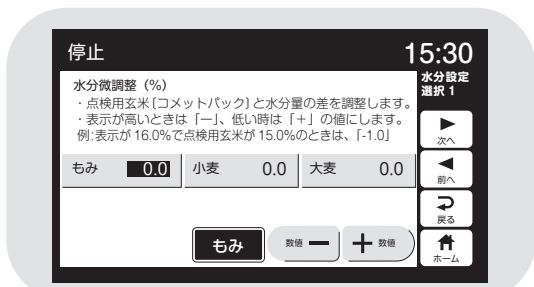 停止
15:30
水分設定
選択 1
水分微調整（%）
・点検用玄米〔コメットパック〕と水分量の差を調整します。
・表示が高いときは「ー」、低い時は「＋」の値にします。
例:表示が 16.0%で点検用玄米が 15.0%のときは、「-1.0」
もみ 0.0 小麦 0.0 大麦 0.0
次へ
前へ
戻る
ホーム
もみ 数値 ー ＋ 数値